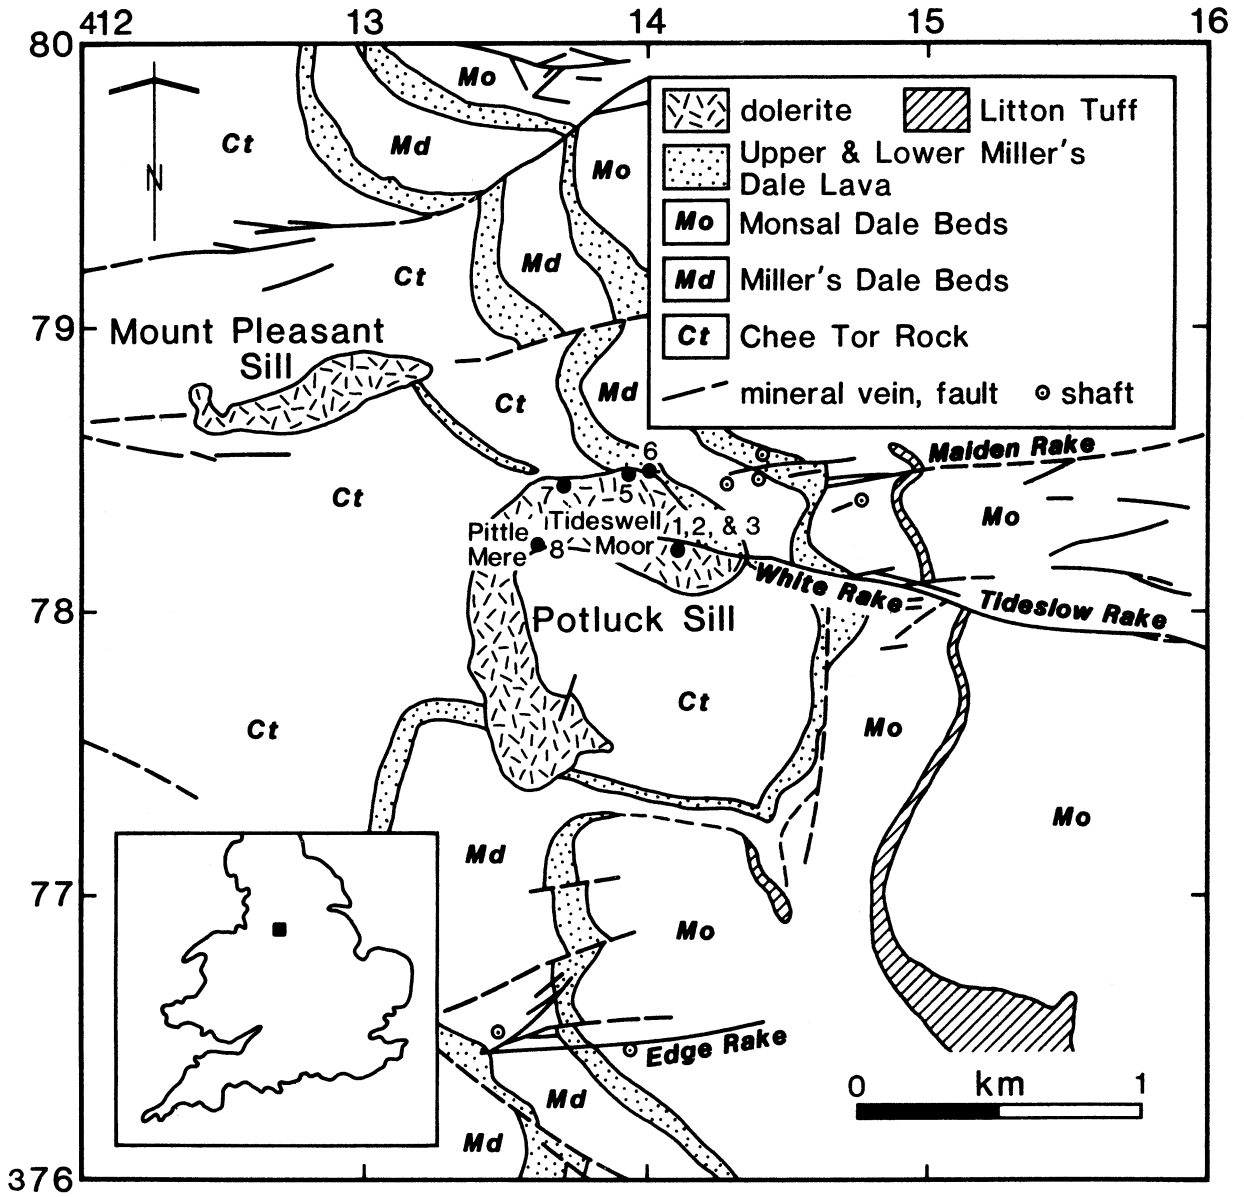 412 13 14 15 16
80
Mo
dolerite Litton Tuff
Ct
Md
Upper & Lower Miller's
Dale Lava
Mo
N
Mo Monsal Dale Beds
Ct
Md
Md Miller's Dale Beds
79
Mount Pleasant
Sill
Ct Chee Tor Rock
Ct
Md
mineral vein, fault shaft
6
Maiden Rake
Ct
7
5
Mo
Pittle
Mere
Tideswell
Moor
1,2, & 3
8
White Rake
78
Tideslow Rake
Potluck Sill
Ct
Ct
Mo
Mo
Md
77
Mo
Edge Rake
0 km 1
Md
Md
376